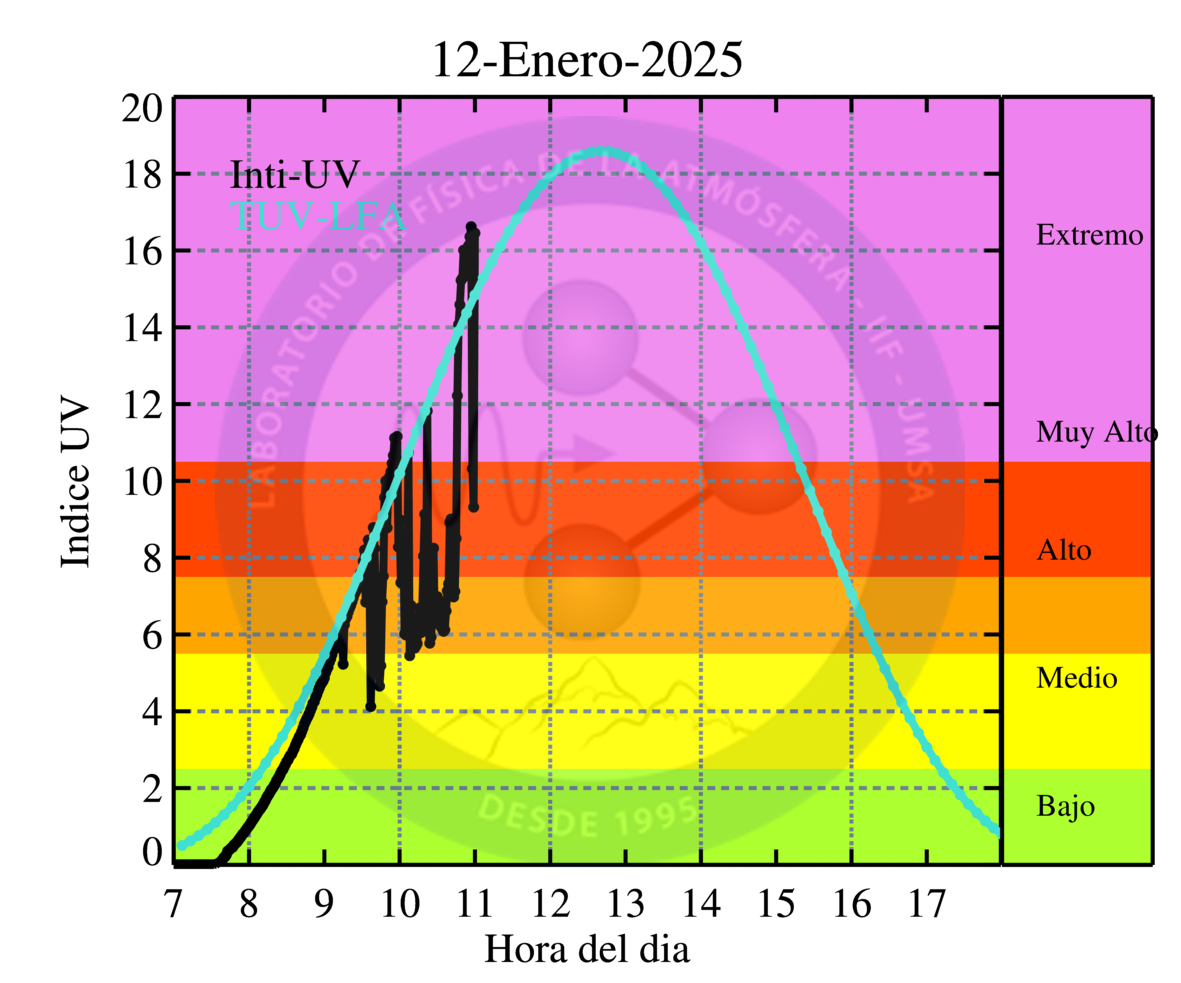 12-Enero-2025
Indice UV
20
18
16
14
12
10
8
6
4
2
0
Inti-UV
TUV-LFA
LABORATORIO DE FÍSICA DE LA ATMÓSFERA - IIF - UMSA
DESDE 1995
Extremo
Muy Alto
Alto
Medio
Bajo
7 8 9 10 11 12 13 14 15 16 17
Hora del dia